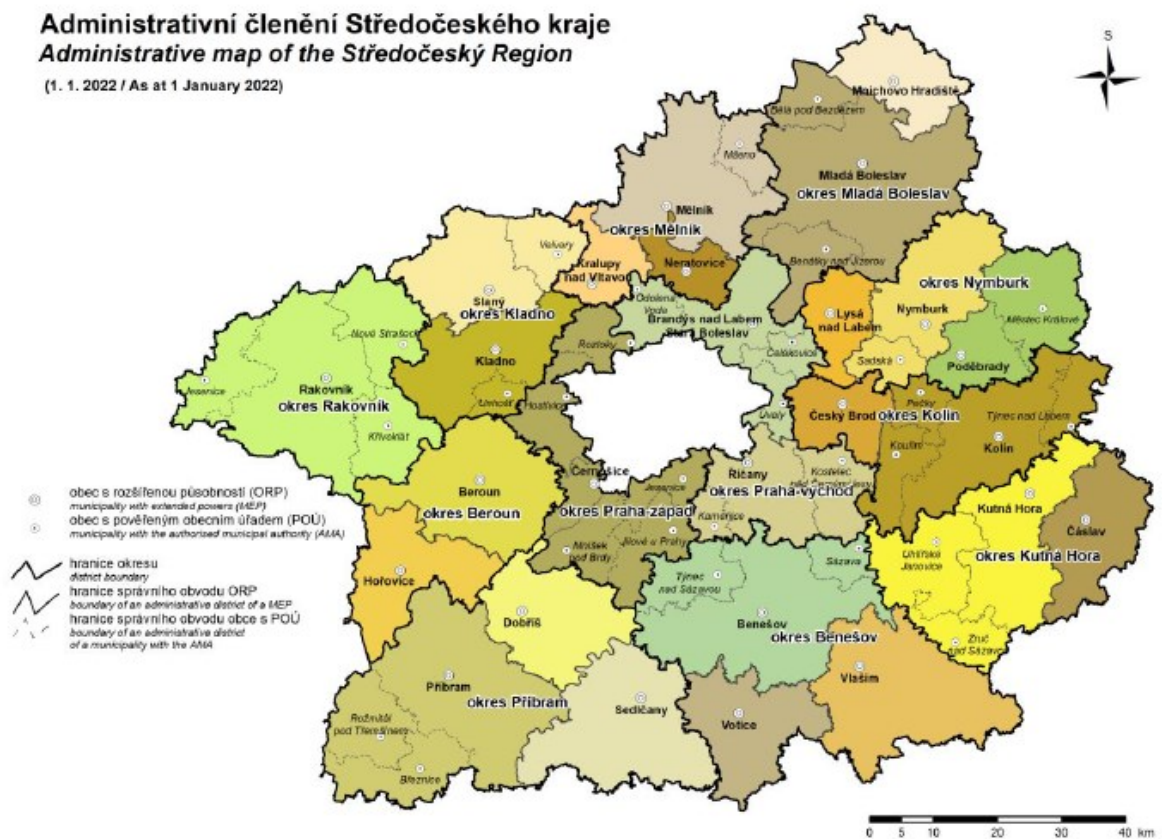 Administrativní členění Středočeského kraje
Administrative map of the Středočeský Region
(1. 1. 2022 / As at 1 January 2022)
S
Mnichovo Hradiště
Bělá pod Bezdězem
Mšeno
Mladá Boleslav
okres Mladá Boleslav
Mělník
okres Mělník
Benátky nad Jizerou
Velvary
Kralupy
nad Vltavou
Neratovice
okres Nymburk
Slaný
okres Kladno
Odolena
Voda
Brandýs nad Labem
Stará Boleslav
Lysá
nad Labem
Nymburk
Městec Králové
Nové Strašecí
Roztoky
Čelákovice
Kladno
Sadská
Poděbrady
Jesenice
Rakovník
okres Rakovník
Unhošť
Hostivice
Úvaly
Český Brod
okres Kolín
Pečky
Týnec nad Labem
Křivoklát
Kouřim
Kolín
Beroun
okres Beroun
Černošice
okres Praha-západ
Jesenice
Říčany
okres Praha-východ
Kostelec
nad Černými lesy
Kamenice
Kutná Hora
Čáslav
okres Kutná Hora
Mníšek
pod Brdy
Jílové u Prahy
Uhlířské
Janovice
Hořovice
Týnec
nad Sázavou
Sázava
Dobříš
Benešov
okres Benešov
Zruč
nad Sázavou
Příbram
okres Příbram
Sedlčany
Votice
Vlašim
Rožmitál
pod Třemšínem
Březnice
obec s rozšířenou působností (ORP)
municipality with extended powers (MEP)
obec s pověřeným obecním úřadem (POÚ)
municipality with the authorised municipal authority (AMA)
hranice okresu
district boundary
hranice správního obvodu ORP
boundary of an administrative district of a MEP
hranice správního obvodu obce s POÚ
boundary of an administrative district
of a municipality with the AMA
0 5 10 20 30 40 km